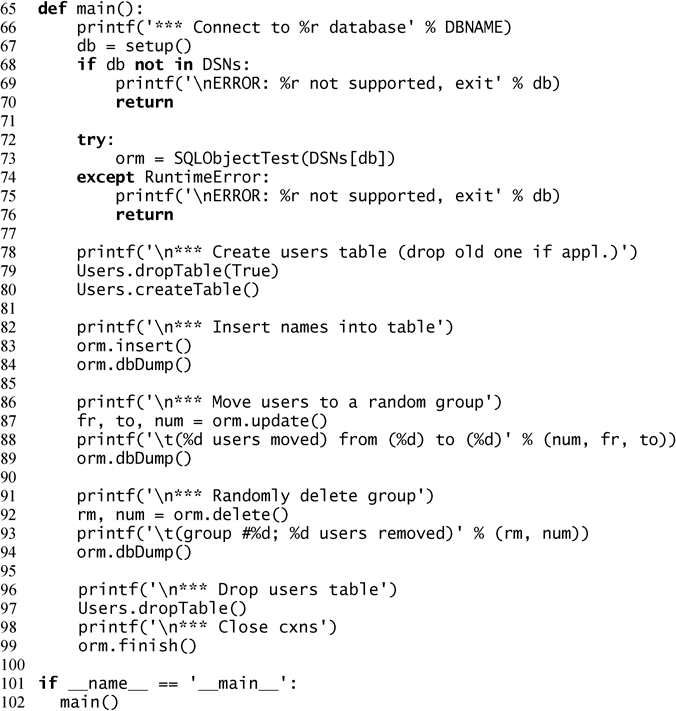 65 def main():
66     printf('*** Connect to %r database' % DBNAME)
67     db = setup()
68     if db not in DSNs:
69         printf('\nERROR: %r not supported, exit' % db)
70         return
71
72     try:
73         orm = SQLObjectTest(DSNs[db])
74     except RuntimeError:
75         printf('\nERROR: %r not supported, exit' % db)
76         return
77
78     printf('\n*** Create users table (drop old one if appl.)')
79     Users.dropTable(True)
80     Users.createTable()
81
82     printf('\n*** Insert names into table')
83     orm.insert()
84     orm.dbDump()
85
86     printf('\n*** Move users to a random group')
87     fr, to, num = orm.update()
88     printf('\t(%d users moved) from (%d) to (%d)' % (num, fr, to))
89     orm.dbDump()
90
91     printf('\n*** Randomly delete group')
92     rm, num = orm.delete()
93     printf('\t(group #%d; %d users removed)' % (rm, num))
94     orm.dbDump()
95
96     printf('\n*** Drop users table')
97     Users.dropTable()
98     printf('\n*** Close cxns')
99     orm.finish()
100
101 if __name__ == '__main__':
102   main()